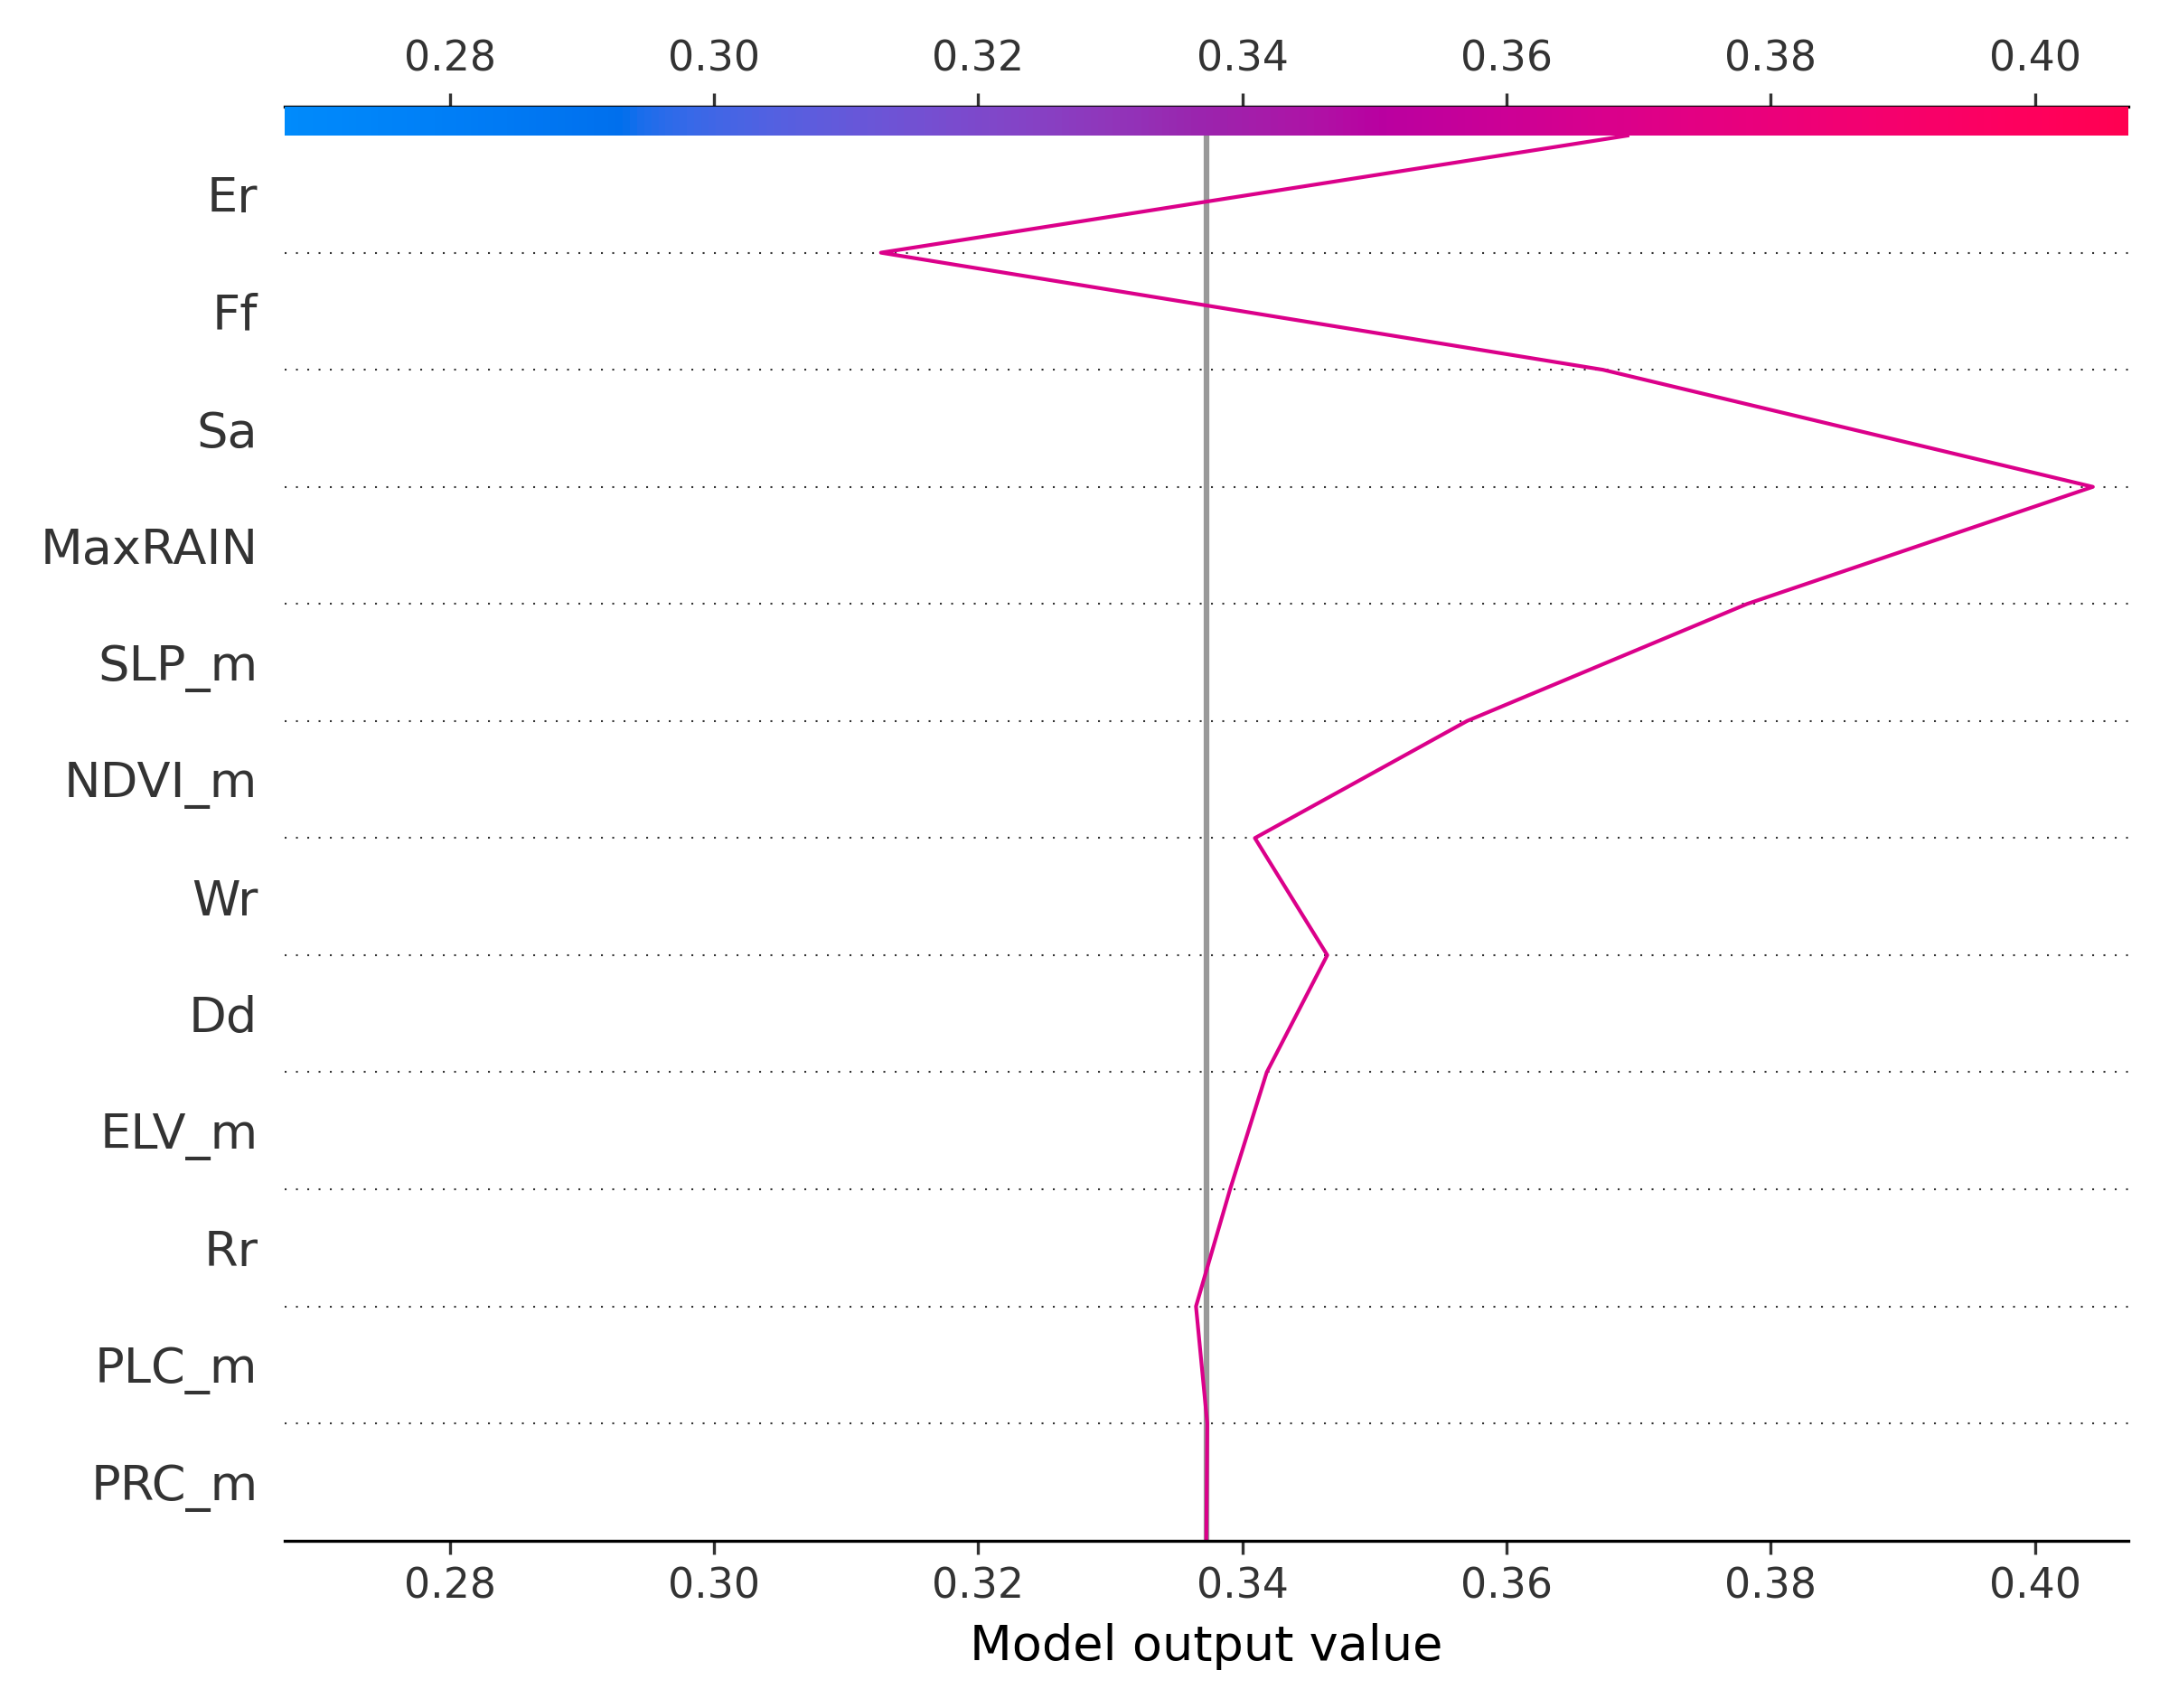 0.28 0.30 0.32 0.34 0.36 0.38 0.40
Er
Ff
Sa
MaxRAIN
SLP_m
NDVI_m
Wr
Dd
ELV_m
Rr
PLC_m
PRC_m
0.28 0.30 0.32 0.34 0.36 0.38 0.40
Model output value